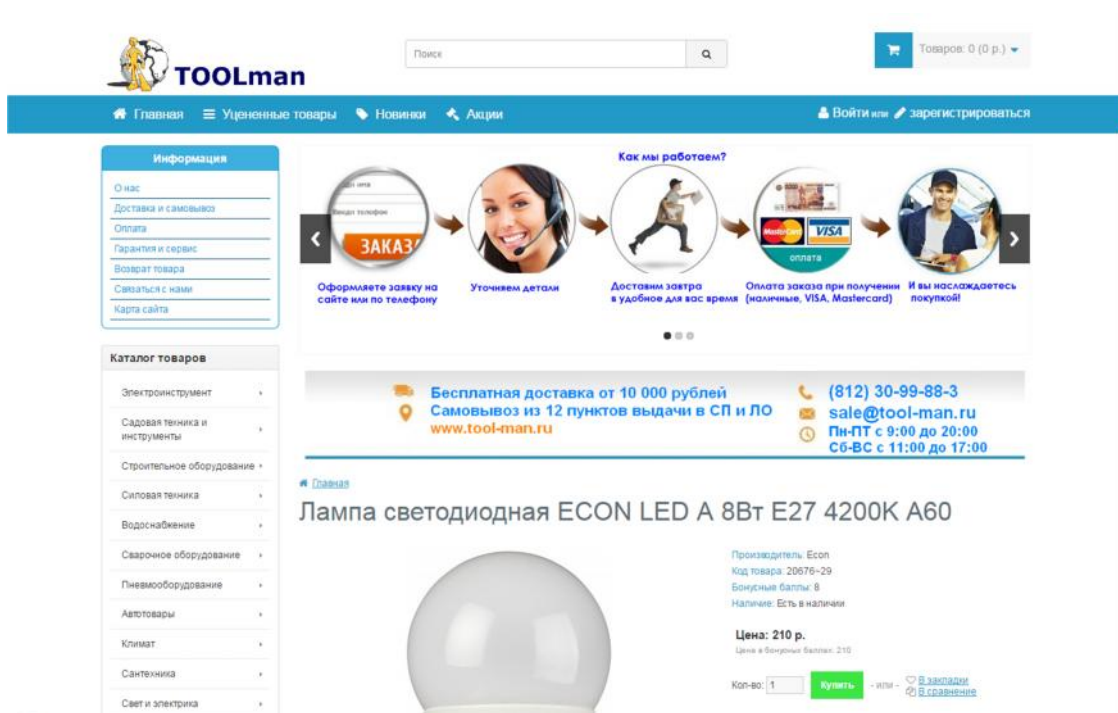 TOOLman
Поиск
Товаров: 0 (0 р.)
Главная
Уцененные товары
Новинки
Акции
Войти или зарегистрироваться
Информация
О нас
Доставка и самовывоз
Оплата
Гарантия и сервис
Возврат товара
Связаться с нами
Карта сайта
Каталог товаров
Электроинструмент
Садовая техника и
инструменты
Строительное оборудование
Силовая техника
Водоснабжение
Сварочное оборудование
Пневмооборудование
Автотовары
Климат
Сантехника
Свет и электрика
Как мы работаем?
Введит телефон
ЗАКАЗ
MasterCard VISA
оплата
Оформляете заявку на
сайте или по телефону
Уточняем детали
Доставим завтра
в удобное для вас время
Оплата заказа при получении
(наличные, VISA, Mastercard)
И вы наслаждаетесь
покупкой!
Бесплатная доставка от 10 000 рублей
Самовывоз из 12 пунктов выдачи в СП и ЛО
www.tool-man.ru
(812) 30-99-88-3
sale@tool-man.ru
Пн-ПТ с 9:00 до 20:00
Сб-ВС с 11:00 до 17:00
Главная
Лампа светодиодная ECON LED A 8Вт E27 4200K A60
Производитель: Econ
Код товара: 20676~29
Бонусные баллы: 8
Наличие: Есть в наличии
Цена: 210 р.
Цена в бонусных баллах: 210
Кол-во: 1
Купить
- или -
В закладки
В сравнение